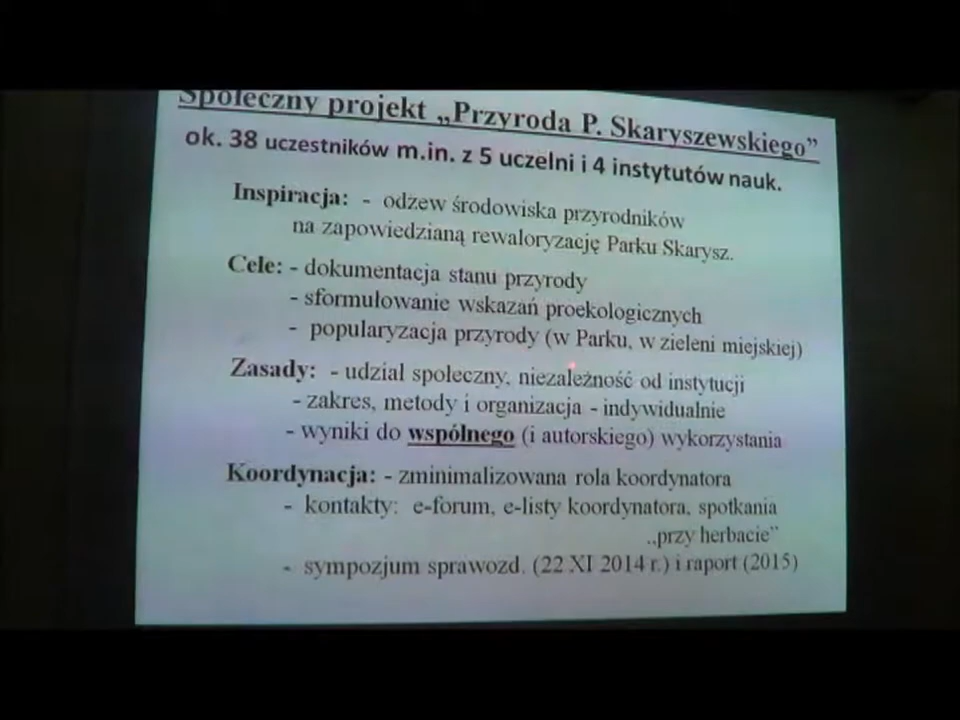 Społeczny projekt „Przyroda P. Skaryszewskiego”
ok. 38 uczestników m.in. z 5 uczelni i 4 instytutów nauk.
Inspiracja: - odzew środowiska przyrodników
na zapowiedzianą rewaloryzację Parku Skarysz.
Cele: - dokumentacja stanu przyrody
- sformułowanie wskazań proekologicznych
- popularyzacja przyrody (w Parku, w zieleni miejskiej)
Zasady: - udział społeczny, niezależność od instytucji
- zakres, metody i organizacja - indywidualnie
- wyniki do wspólnego (i autorskiego) wykorzystania
Koordynacja: - zminimalizowana rola koordynatora
- kontakty: e-forum, e-listy koordynatora, spotkania
„przy herbacie”
- sympozjum sprawozd. (22 XI 2014 r.) i raport (2015)